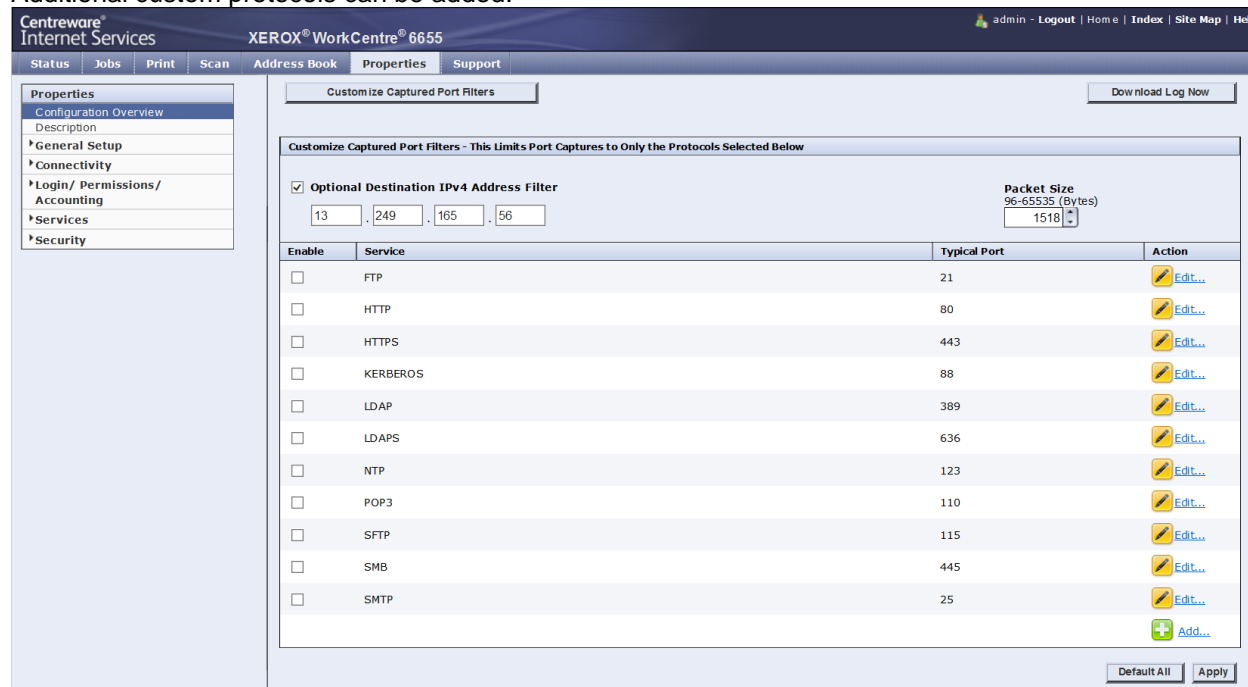 Additional custom protocols can be added.
Centreware®
Internet Services
XEROX® WorkCentre® 6655
admin - Logout | Home | Index | Site Map | He
Status Jobs Print Scan Address Book Properties Support
Properties
Configuration Overview
Description
General Setup
Connectivity
Login/ Permissions/
Accounting
Services
Security
Customize Captured Port Filters
Download Log Now
Customize Captured Port Filters - This Limits Port Captures to Only the Protocols Selected Below
Optional Destination IPv4 Address Filter
13 . 249 . 165 . 56
Packet Size
96-65535 (Bytes)
1518
Enable Service Typical Port Action
FTP 21 Edit...
HTTP 80 Edit...
HTTPS 443 Edit...
KERBEROS 88 Edit...
LDAP 389 Edit...
LDAPS 636 Edit...
NTP 123 Edit...
POP3 110 Edit...
SFTP 115 Edit...
SMB 445 Edit...
SMTP 25 Edit...
Add...
Default All Apply